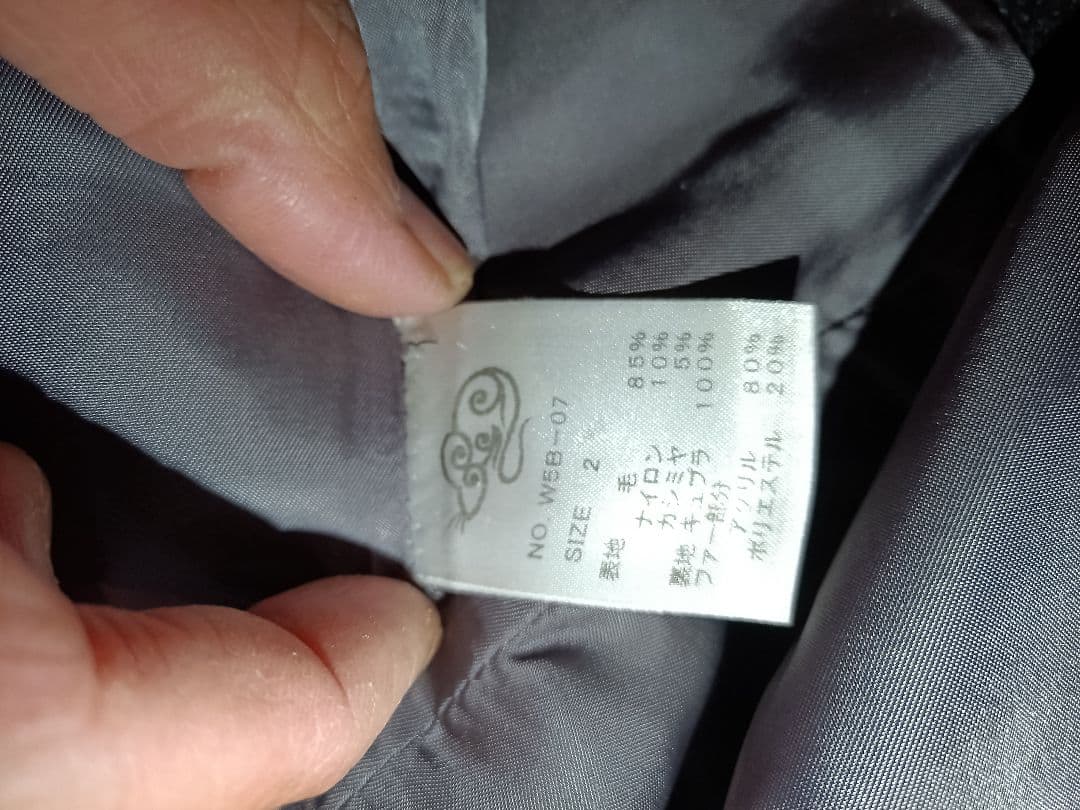 NO. W5B-07
SIZE 2
表地 毛 85%
ナイロン 10%
カシミヤ 5%
裏地 キュプラ 100%
ファー部分
アクリル 80%
ポリエステル 20%